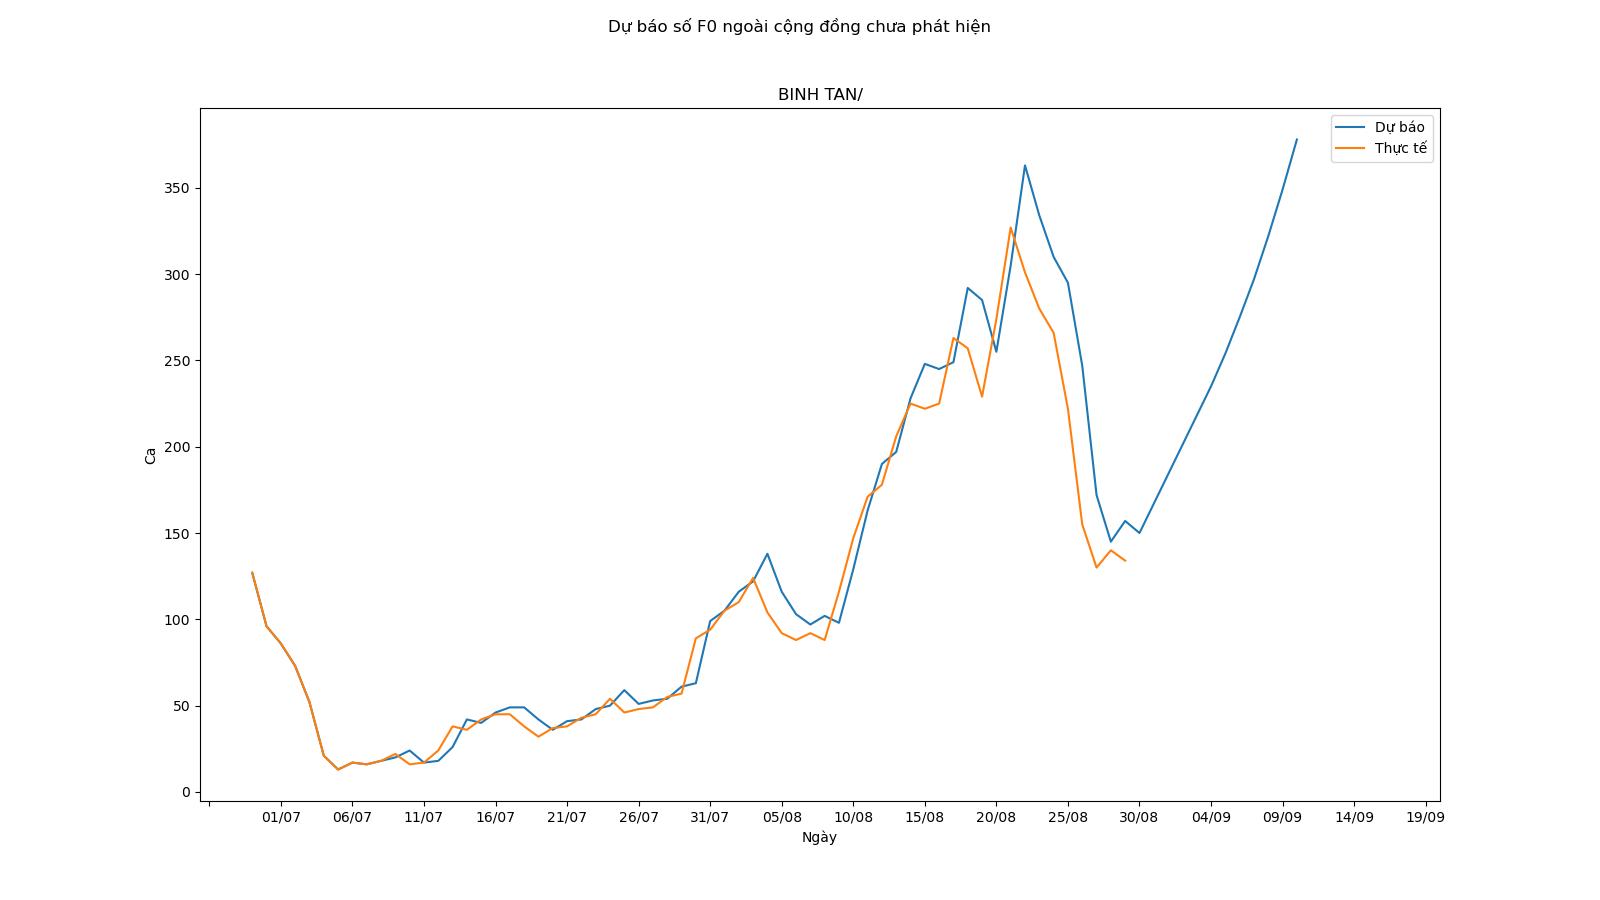 Dự báo số F0 ngoài cộng đồng chưa phát hiện
BINH TAN/
Dự báo
Thực tế
350
300
250
200
150
100
50
0
Ca
01/07 06/07 11/07 16/07 21/07 26/07 31/07 05/08 10/08 15/08 20/08 25/08 30/08 04/09 09/09 14/09 19/09
Ngày